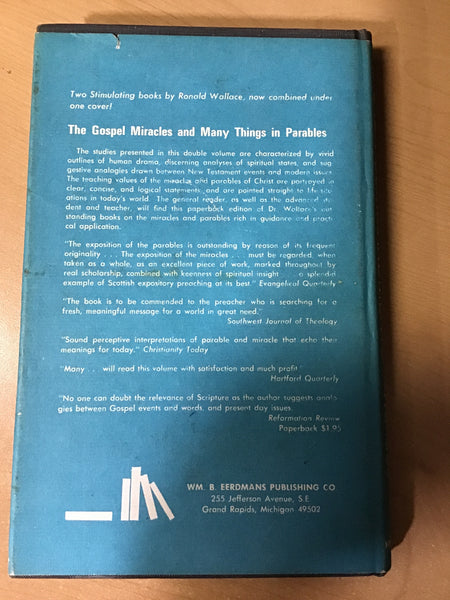 Two Stimulating books by Ronald Wallace, now combined under
one cover!
The Gospel Miracles and Many Things in Parables
The studies presented in this double volume are characterized by vivid
outlines of human drama, discerning analyses of spiritual states, and sug
gestive analogies drawn between New Testament events and modern issues.
The teaching values of the miracles and parables of Christ are portrayed in
clear, concise, and logical statements, and are pointed straight to the situ
ations in today's world. The general reader, as well as the advanced stu
dent and teacher, will find this paperback edition of Dr. Wallace's out
standing books on the miracles and parables rich in guidance and practi
cal application.
"The exposition of the parables is outstanding by reason of its frequent
originality . . . The exposition of the miracles . . . must be regarded, when
taken as a whole, as an excellent piece of work, marked throughout by
real scholarship, combined with keenness of spiritual insight . . . a splendid
example of Scottish expository preaching at its best." Evangelical Quarterly
"The book is to be commended to the preacher who is searching for a
fresh, meaningful message for a world in great need."
Southwest Journal of Theology
"Sound perceptive interpretations of parable and miracle that echo their
meanings for today." Christianity Today
"Many . . will read this volume with satisfaction and much profit"
Hartford Quarterly
"No one can doubt the relevance of Scripture as the author suggests analo
gies between Gospel events and words, and present day issues.
Reformation Review
Paperback $1.95
WM. B. EERDMANS PUBLISHING CO
255 Jefferson Avenue, S.E
Grand Rapids, Michigan 49502